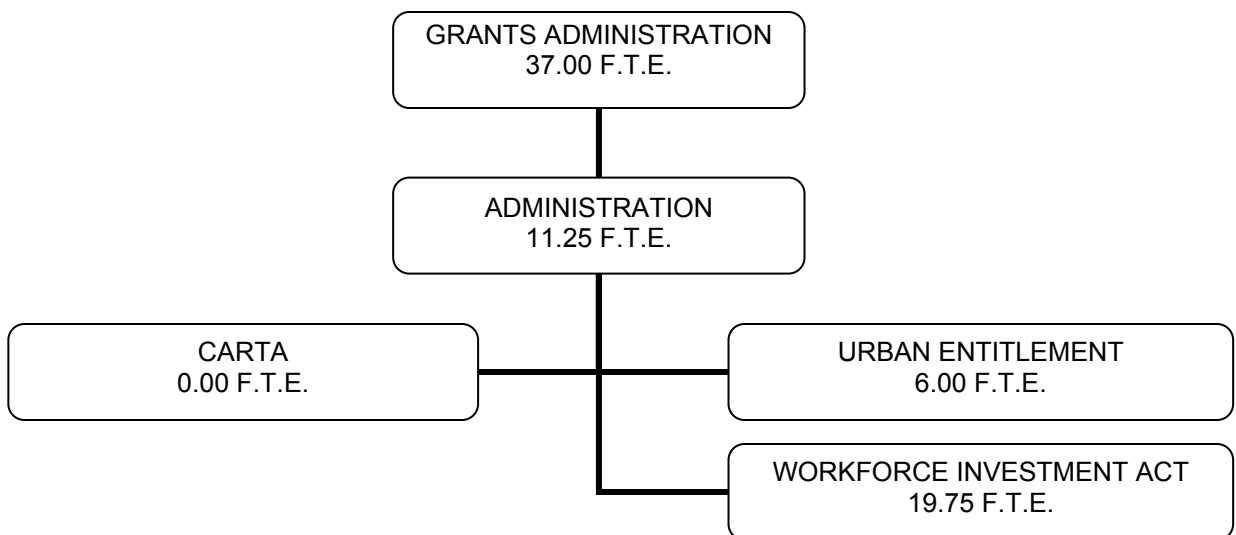 GRANTS ADMINISTRATION
37.00 F.T.E.
ADMINISTRATION
11.25 F.T.E.
CARTA
0.00 F.T.E.
URBAN ENTITLEMENT
6.00 F.T.E.
WORKFORCE INVESTMENT ACT
19.75 F.T.E.